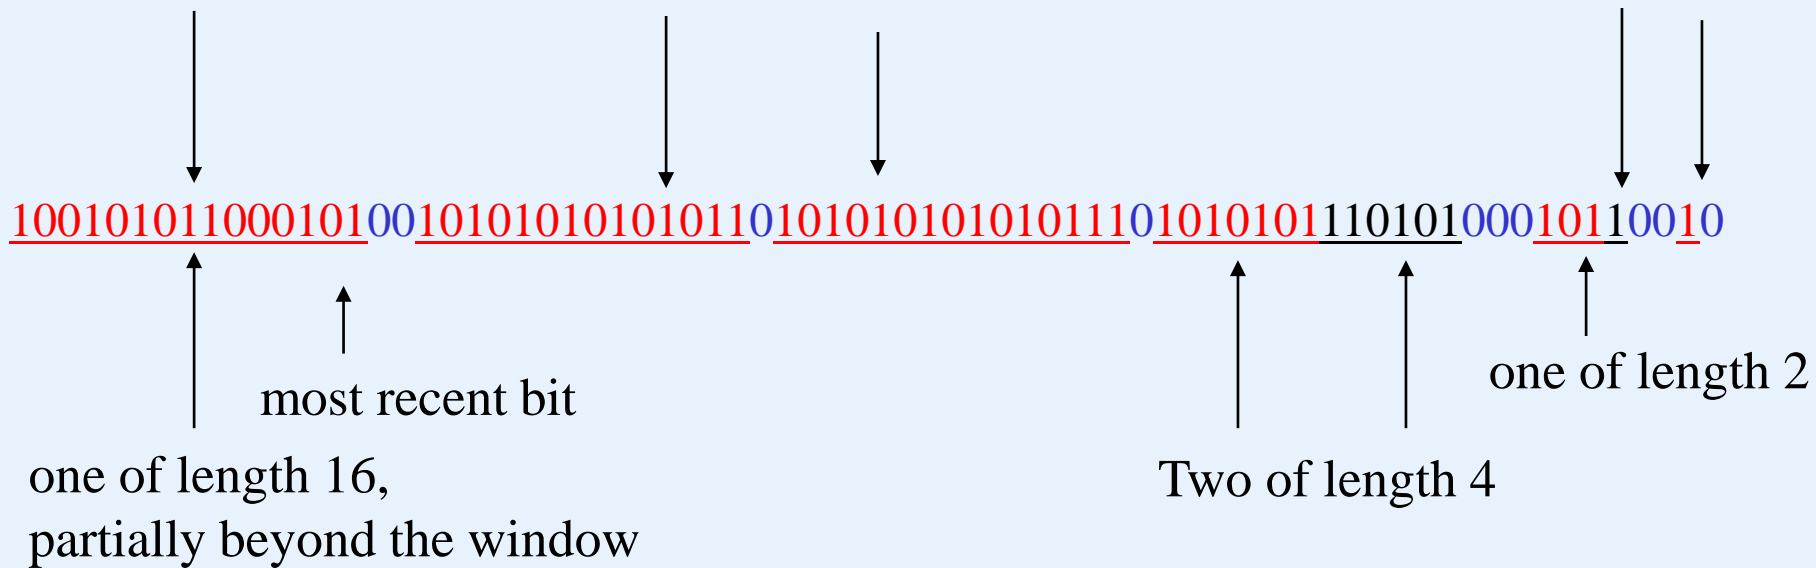 100101011000101001010101010101101010101010101110101010111010100010110010
most recent bit
one of length 2
one of length 16,
partially beyond the window
Two of length 4